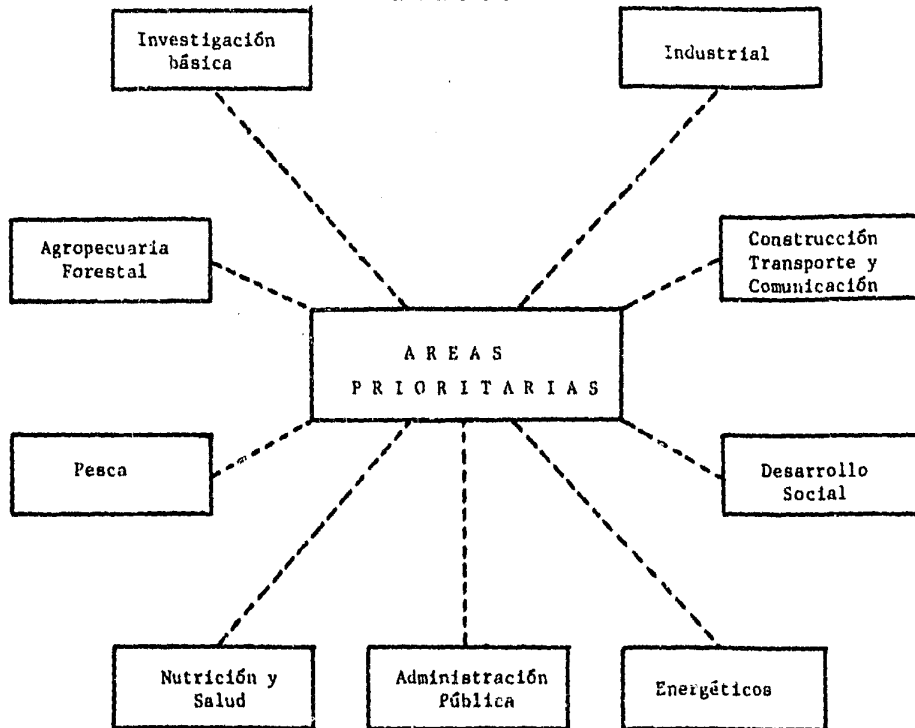 Investigación
básica
Industrial
Agropecuaria
Forestal
Construcción
Transporte y
Comunicación
A R E A S
P R I O R I T A R I A S
Pesca
Desarrollo
Social
Nutrición y
Salud
Administración
Pública
Energéticos